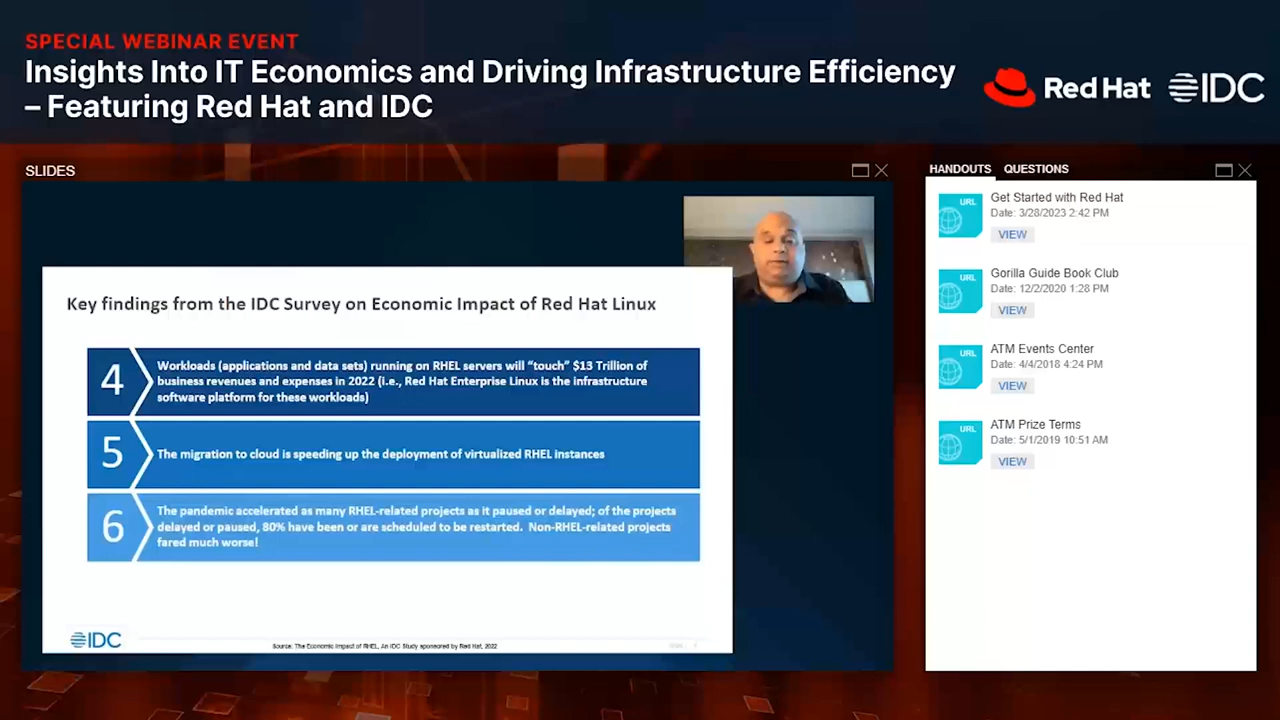 SPECIAL WEBINAR EVENT
Insights Into IT Economics and Driving Infrastructure Efficiency
– Featuring Red Hat and IDC
Red Hat
IDC
SLIDES
Key findings from the IDC Survey on Economic Impact of Red Hat Linux
4
Workloads (applications and data sets) running on RHEL servers will “touch” $13 Trillion of
business revenues and expenses in 2022 (i.e., Red Hat Enterprise Linux is the infrastructure
software platform for these workloads)
5
The migration to cloud is speeding up the deployment of virtualized RHEL instances
6
The pandemic accelerated as many RHEL-related projects as it paused or delayed; of the projects
delayed or paused, 80% have been or are scheduled to be restarted. Non-RHEL-related projects
fared much worse!
IDC
Source: The Economic Impact of RHEL, An IDC Study sponsored by Red Hat, 2022
HANDOUTS QUESTIONS
URL
Get Started with Red Hat
Date: 3/28/2023 2:42 PM
VIEW
URL
Gorilla Guide Book Club
Date: 12/2/2020 1:28 PM
VIEW
URL
ATM Events Center
Date: 4/4/2018 4:24 PM
VIEW
URL
ATM Prize Terms
Date: 5/1/2019 10:51 AM
VIEW